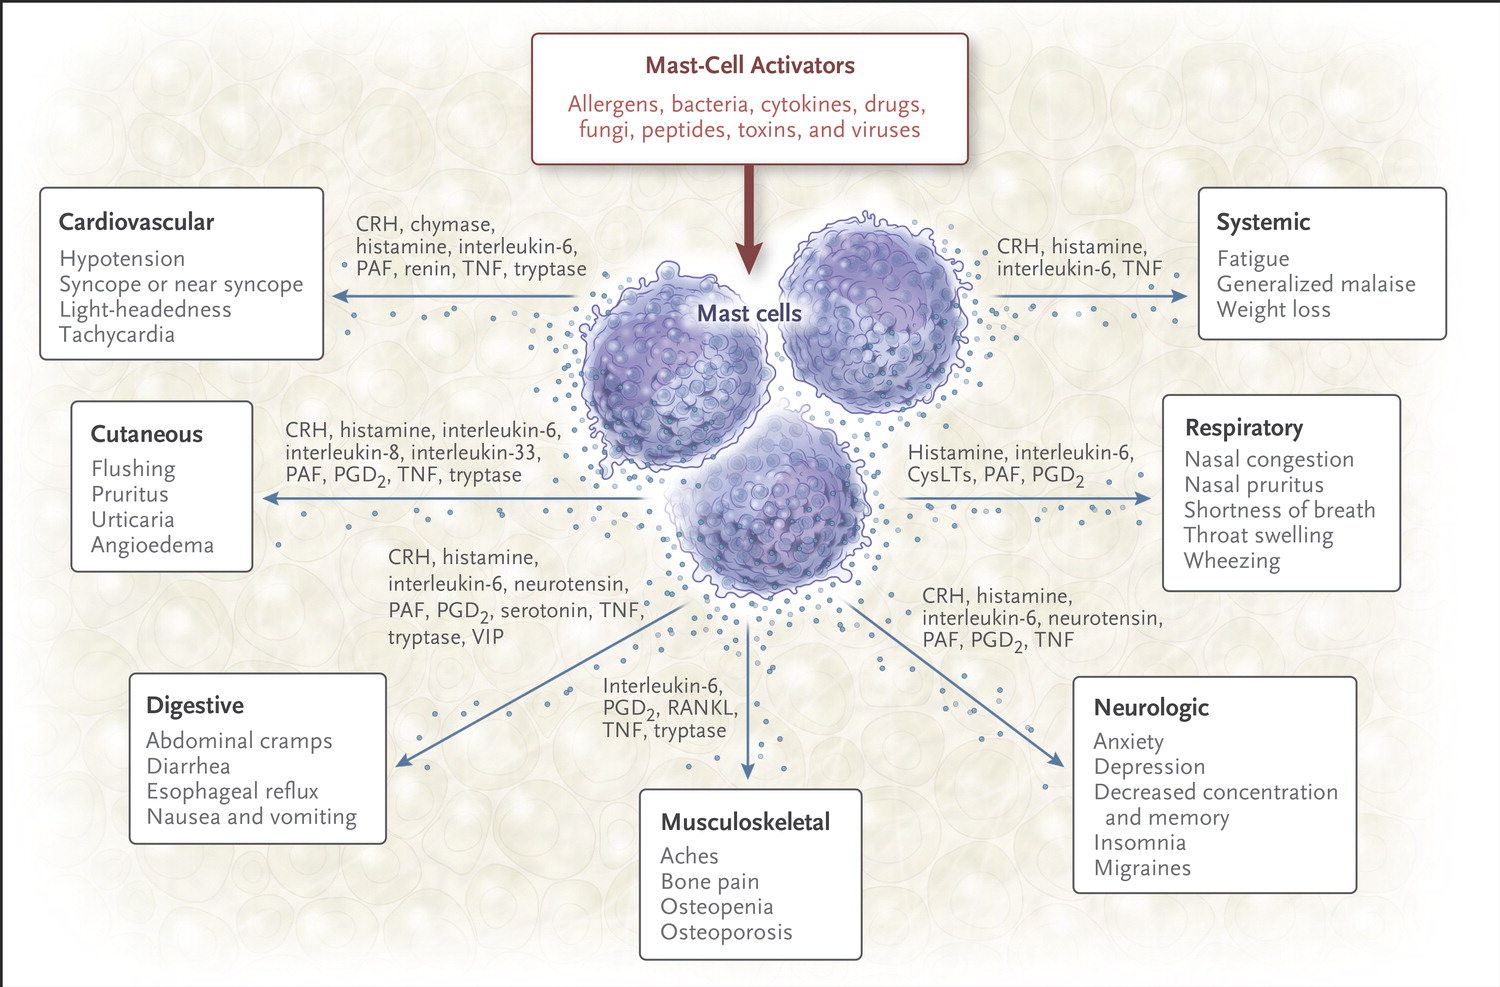 Mast-Cell Activators
Allergens, bacteria, cytokines, drugs,
fungi, peptides, toxins, and viruses
Cardiovascular
Hypotension
Syncope or near syncope
Light-headedness
Tachycardia
CRH, chymase,
histamine, interleukin-6,
PAF, renin, TNF, tryptase
Mast cells
CRH, histamine,
interleukin-6, TNF
Systemic
Fatigue
Generalized malaise
Weight loss
Cutaneous
Flushing
Pruritus
Urticaria
Angioedema
CRH, histamine, interleukin-6,
interleukin-8, interleukin-33,
PAF, PGD2, TNF, tryptase
Histamine, interleukin-6,
CysLTs, PAF, PGD2
Respiratory
Nasal congestion
Nasal pruritus
Shortness of breath
Throat swelling
Wheezing
CRH, histamine,
interleukin-6, neurotensin,
PAF, PGD2, serotonin, TNF,
tryptase, VIP
Digestive
Abdominal cramps
Diarrhea
Esophageal reflux
Nausea and vomiting
Interleukin-6,
PGD2, RANKL,
TNF, tryptase
Musculoskeletal
Aches
Bone pain
Osteopenia
Osteoporosis
CRH, histamine,
interleukin-6, neurotensin,
PAF, PGD2, TNF
Neurologic
Anxiety
Depression
Decreased concentration
and memory
Insomnia
Migraines